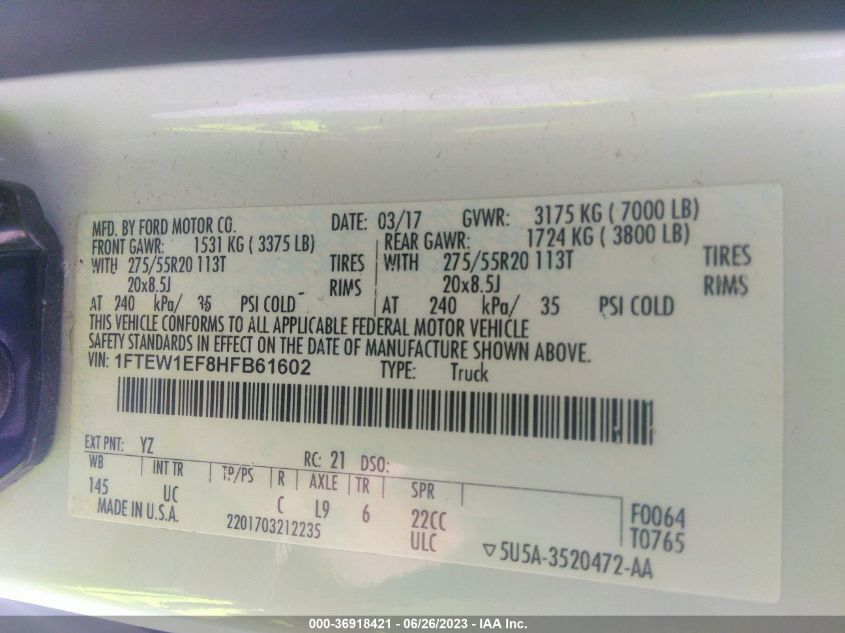 MFD. BY FORD MOTOR CO. DATE: 03/17 GVWR: 3175 KG ( 7000 LB)
FRONT GAWR: 1531 KG ( 3375 LB) REAR GAWR: 1724 KG ( 3800 LB)
WITH 275/55R20 113T TIRES WITH 275/55R20 113T TIRES
20x8.5J RIMS 20x8.5J RIMS
AT 240 kPa/ 35 PSI COLD AT 240 kPa/ 35 PSI COLD
THIS VEHICLE CONFORMS TO ALL APPLICABLE FEDERAL MOTOR VEHICLE
SAFETY STANDARDS IN EFFECT ON THE DATE OF MANUFACTURE SHOWN ABOVE.
VIN: 1FTEW1EF8HFB61602 TYPE: Truck
EXT PNT: YZ RC: 21 DSO:
WB INT TR TP/PS R AXLE TR SPR
145 UC C L9 6 22CC F0064
MADE IN U.S.A. 2201703212235 ULC T0765
▽5U5A-3520472-AA
000-36918421 - 06/26/2023 - IAA Inc.